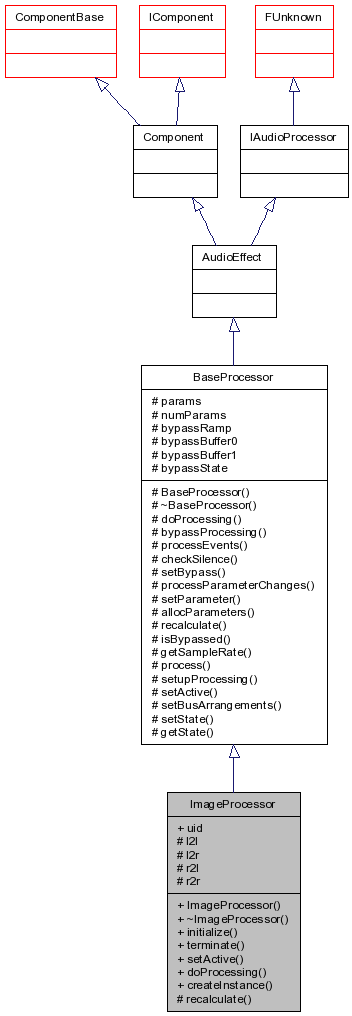 ComponentBase
IComponent
FUnknown
Component
IAudioProcessor
AudioEffect
BaseProcessor
# params
# numParams
# bypassRamp
# bypassBuffer0
# bypassBuffer1
# bypassState
# BaseProcessor()
# ~BaseProcessor()
# doProcessing()
# bypassProcessing()
# processEvents()
# checkSilence()
# setBypass()
# processParameterChanges()
# setParameter()
# allocParameters()
# recalculate()
# isBypassed()
# getSampleRate()
# process()
# setupProcessing()
# setActive()
# setBusArrangements()
# setState()
# getState()
ImageProcessor
+ uid
# l2l
# l2r
# r2l
# r2r
+ ImageProcessor()
+ ~ImageProcessor()
+ initialize()
+ terminate()
+ setActive()
+ doProcessing()
+ createInstance()
# recalculate()